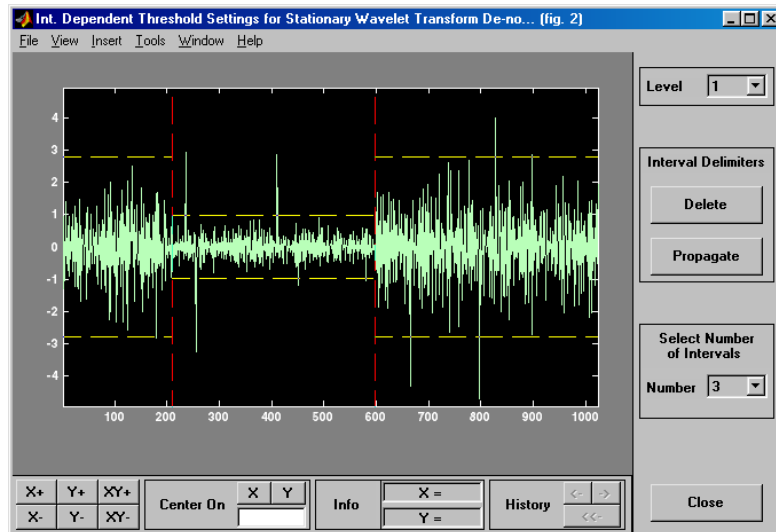 Int. Dependent Threshold Settings for Stationary Wavelet Transform De-no... (fig. 2)
File View Insert Tools Window Help
4
3
2
1
0
-1
-2
-3
-4
100 200 300 400 500 600 700 800 900 1000
Level 1
Interval Delimiters
Delete
Propagate
Select Number
of Intervals
Number 3
X+ Y+ XY+
X- Y- XY-
Center On X Y
Info X =
Y =
History <- ->
<<-
Close